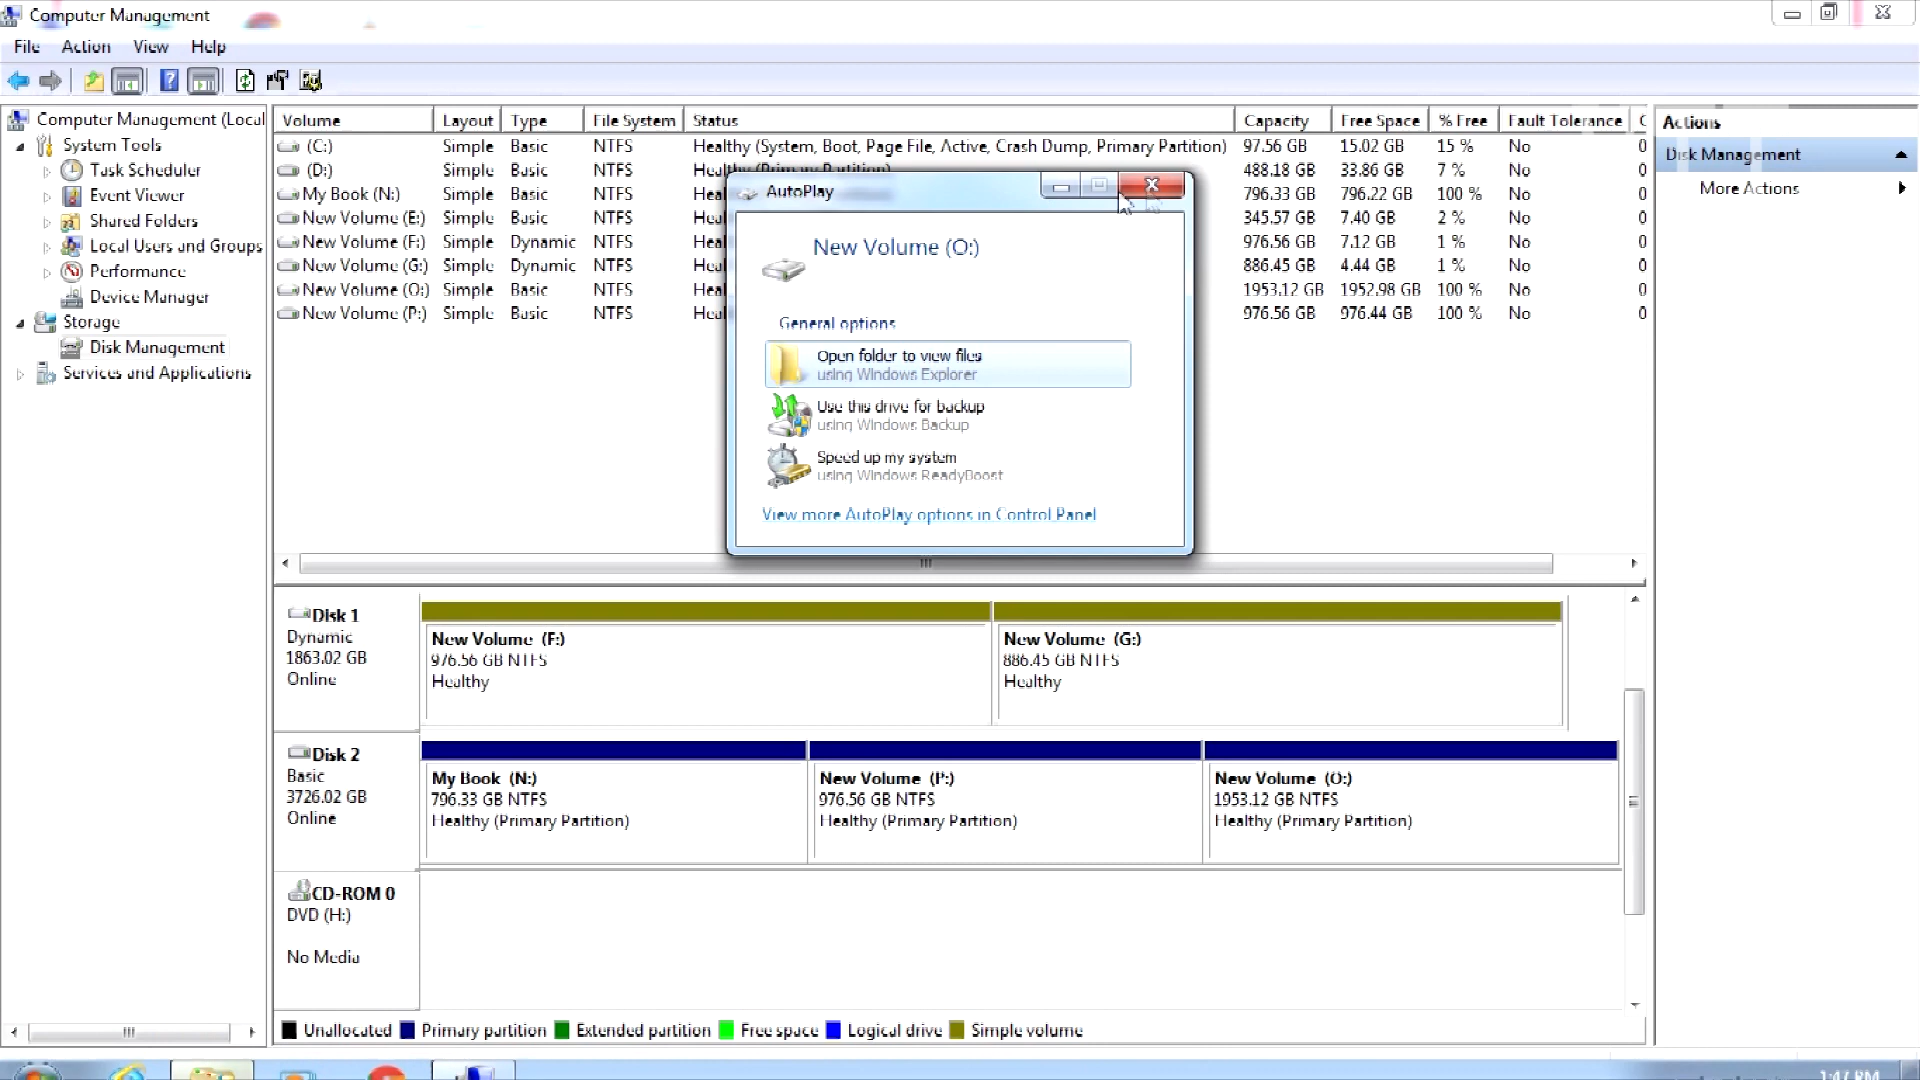 Computer Management
File Action View Help
Computer Management (Local
System Tools
Task Scheduler
Event Viewer
Shared Folders
Local Users and Groups
Performance
Device Manager
Storage
Disk Management
Services and Applications
Volume Layout Type File System Status Capacity Free Space % Free Fault Tolerance
(C:) Simple Basic NTFS Healthy (System, Boot, Page File, Active, Crash Dump, Primary Partition) 97.56 GB 15.02 GB 15 % No 0
(D:) Simple Basic NTFS Healthy (Primary Partition) 488.18 GB 33.86 GB 7 % No 0
My Book (N:) Simple Basic NTFS Heal 796.33 GB 796.22 GB 100 % No 0
New Volume (E:) Simple Basic NTFS Heal 345.57 GB 7.40 GB 2 % No 0
New Volume (F:) Simple Dynamic NTFS Heal 976.56 GB 7.12 GB 1 % No 0
New Volume (G:) Simple Dynamic NTFS Heal 886.45 GB 4.44 GB 1 % No 0
New Volume (O:) Simple Basic NTFS Heal 1953.12 GB 1952.98 GB 100 % No 0
New Volume (P:) Simple Basic NTFS Heal 976.56 GB 976.44 GB 100 % No 0
AutoPlay
New Volume (O:)
General options
Open folder to view files
using Windows Explorer
Use this drive for backup
using Windows Backup
Speed up my system
using Windows ReadyBoost
View more AutoPlay options in Control Panel
Actions
Disk Management
More Actions
Disk 1
Dynamic
1863.02 GB
Online
New Volume (F:)
976.56 GB NTFS
Healthy
New Volume (G:)
886.45 GB NTFS
Healthy
Disk 2
Basic
3726.02 GB
Online
My Book (N:)
796.33 GB NTFS
Healthy (Primary Partition)
New Volume (P:)
976.56 GB NTFS
Healthy (Primary Partition)
New Volume (O:)
1953.12 GB NTFS
Healthy (Primary Partition)
CD-ROM 0
DVD (H:)
No Media
Unallocated Primary partition Extended partition Free space Logical drive Simple volume
1:47 PM